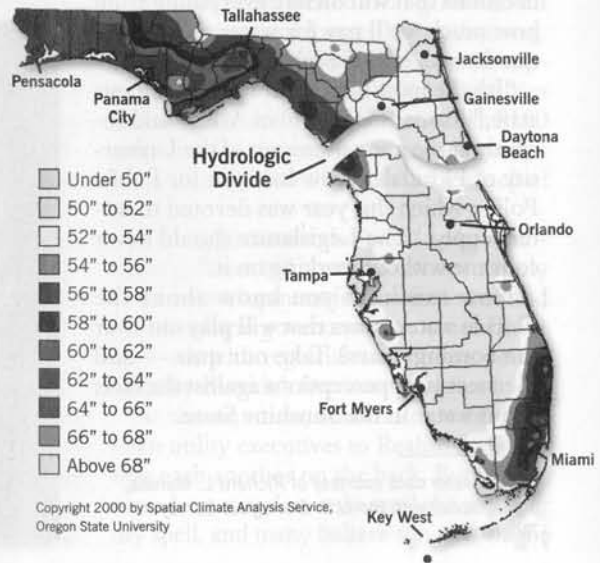 Tallahassee
Jacksonville
Pensacola
Panama
City
Gainesville
Daytona
Beach
Hydrologic
Divide
Under 50"
50" to 52"
52" to 54"
54" to 56"
56" to 58"
58" to 60"
60" to 62"
62" to 64"
64" to 66"
66" to 68"
Above 68"
Orlando
Tampa
Fort Myers
Miami
Copyright 2000 by Spatial Climate Analysis Service,
Oregon State University
Key West